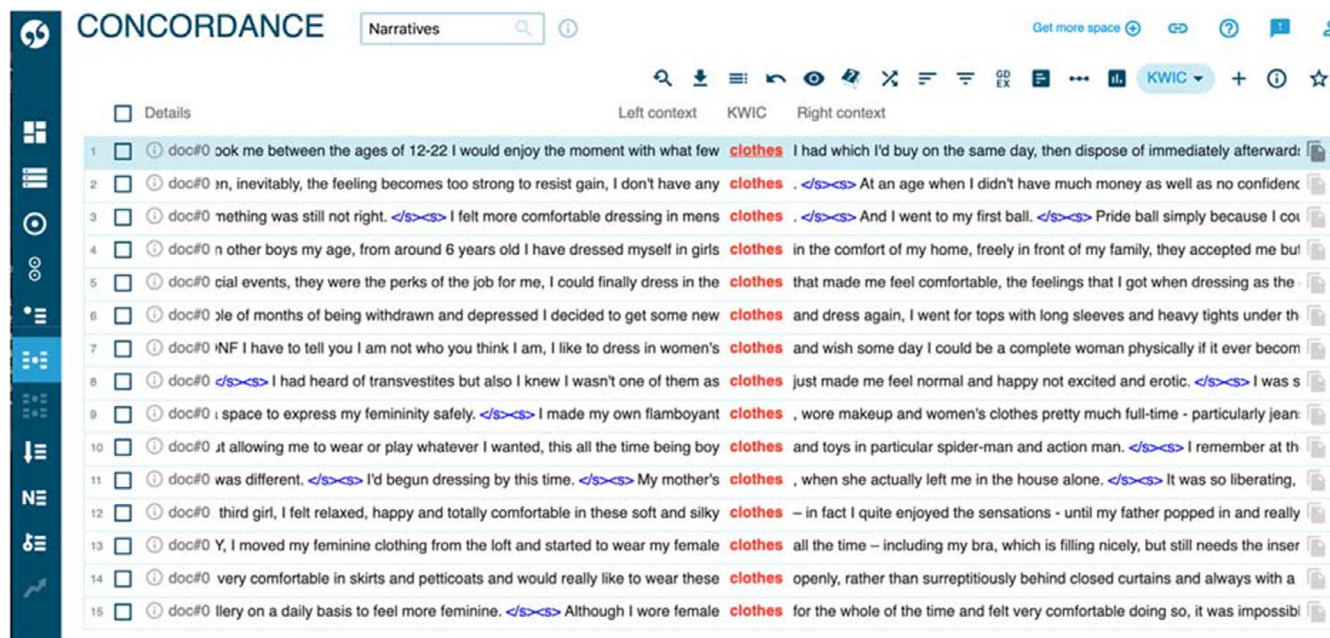 CONCORDANCE Narratives Get more space
GD EX KWIC
Details Left context KWIC Right context
1 doc#0 ook me between the ages of 12-22 I would enjoy the moment with what few clothes I had which I'd buy on the same day, then dispose of immediately afterwards
2 doc#0 en, inevitably, the feeling becomes too strong to resist gain, I don't have any clothes . </s><s> At an age when I didn't have much money as well as no confidenc
3 doc#0 nething was still not right. </s><s> I felt more comfortable dressing in mens clothes . </s><s> And I went to my first ball. </s><s> Pride ball simply because I cou
4 doc#0 n other boys my age, from around 6 years old I have dressed myself in girls clothes in the comfort of my home, freely in front of my family, they accepted me but
5 doc#0 cial events, they were the perks of the job for me, I could finally dress in the clothes that made me feel comfortable, the feelings that I got when dressing as the
6 doc#0 ple of months of being withdrawn and depressed I decided to get some new clothes and dress again, I went for tops with long sleeves and heavy tights under th
7 doc#0 NF I have to tell you I am not who you think I am, I like to dress in women's clothes and wish some day I could be a complete woman physically if it ever becom
8 doc#0 </s><s> I had heard of transvestites but also I knew I wasn't one of them as clothes just made me feel normal and happy not excited and erotic. </s><s> I was s
9 doc#0 space to express my femininity safely. </s><s> I made my own flamboyant clothes , wore makeup and women's clothes pretty much full-time - particularly jean
10 doc#0 ut allowing me to wear or play whatever I wanted, this all the time being boy clothes and toys in particular spider-man and action man. </s><s> I remember at th
11 doc#0 was different. </s><s> I'd begun dressing by this time. </s><s> My mother's clothes , when she actually left me in the house alone. </s><s> It was so liberating,
12 doc#0 third girl, I felt relaxed, happy and totally comfortable in these soft and silky clothes – in fact I quite enjoyed the sensations - until my father popped in and really
13 doc#0 Y, I moved my feminine clothing from the loft and started to wear my female clothes all the time – including my bra, which is filling nicely, but still needs the inser
14 doc#0 very comfortable in skirts and petticoats and would really like to wear these clothes openly, rather than surreptitiously behind closed curtains and always with a
15 doc#0 llery on a daily basis to feel more feminine. </s><s> Although I wore female clothes for the whole of the time and felt very comfortable doing so, it was impossibl